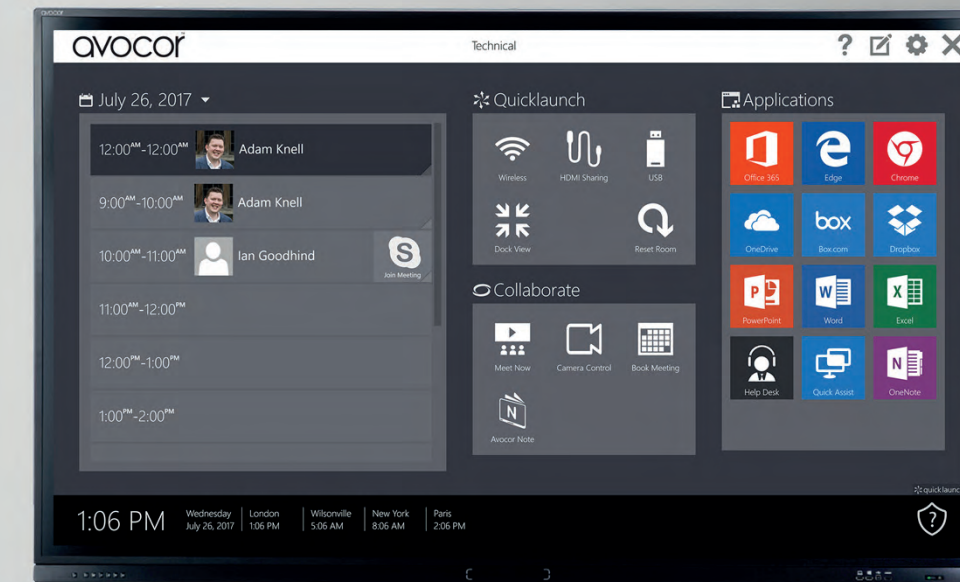 avocor
avocor
Technical
?
July 26, 2017
12:00AM-12:00AM Adam Knell
9:00AM-10:00AM Adam Knell
10:00AM-11:00AM Ian Goodhind
S
Join Meeting
11:00AM-12:00PM
12:00PM-1:00PM
1:00PM-2:00PM
Quicklaunch
Wireless HDMI Sharing USB
Dock View Reset Room
Collaborate
Meet Now Camera Control Book Meeting
N
Avocor Note
Applications
Office 365 Edge Chrome
box
OneDrive Box.com Dropbox
P W X
PowerPoint Word Excel
N
Help Desk Quick Assist OneNote
quicklaunc
1:06 PM
Wednesday London Wilsonville New York Paris
July 26, 2017 1:06 PM 5:06 AM 8:06 AM 2:06 PM
?